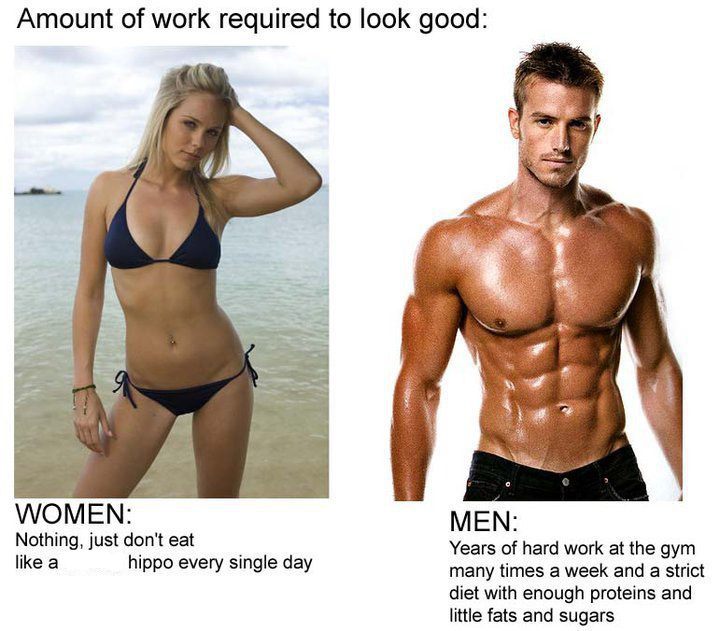 Amount of work required to look good:
WOMEN:
Nothing, just don't eat
like a hippo every single day
MEN:
Years of hard work at the gym
many times a week and a strict
diet with enough proteins and
little fats and sugars